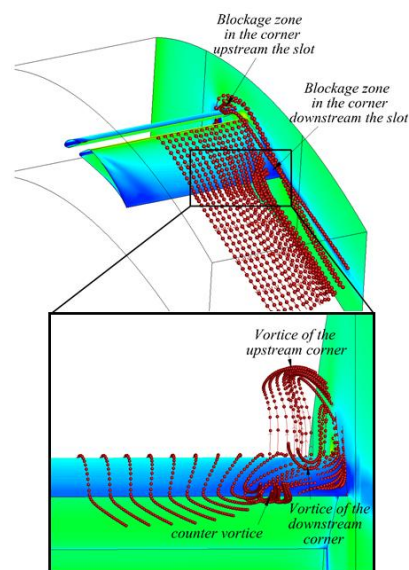 Blockage zone
in the corner
upstream the slot
Blockage zone
in the corner
downstream the slot
Vortice of the
upstream corner
Vortice of the
downstream
corner
counter vortice